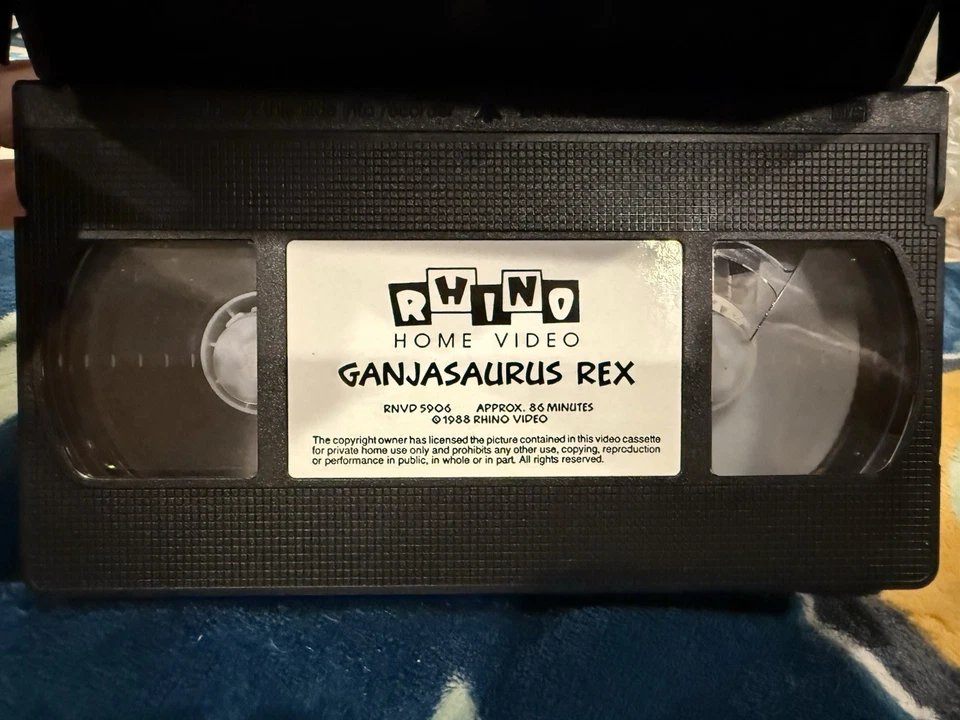 RHINO
HOME VIDEO
GANJASAURUS REX
RNVD 5906 APPROX. 86 MINUTES
©1988 RHINO VIDEO
The copyright owner has licensed the picture contained in this video cassette
for private home use only and prohibits any other use, copying, reproduction
or performance in public, in whole or in part. All rights reserved.